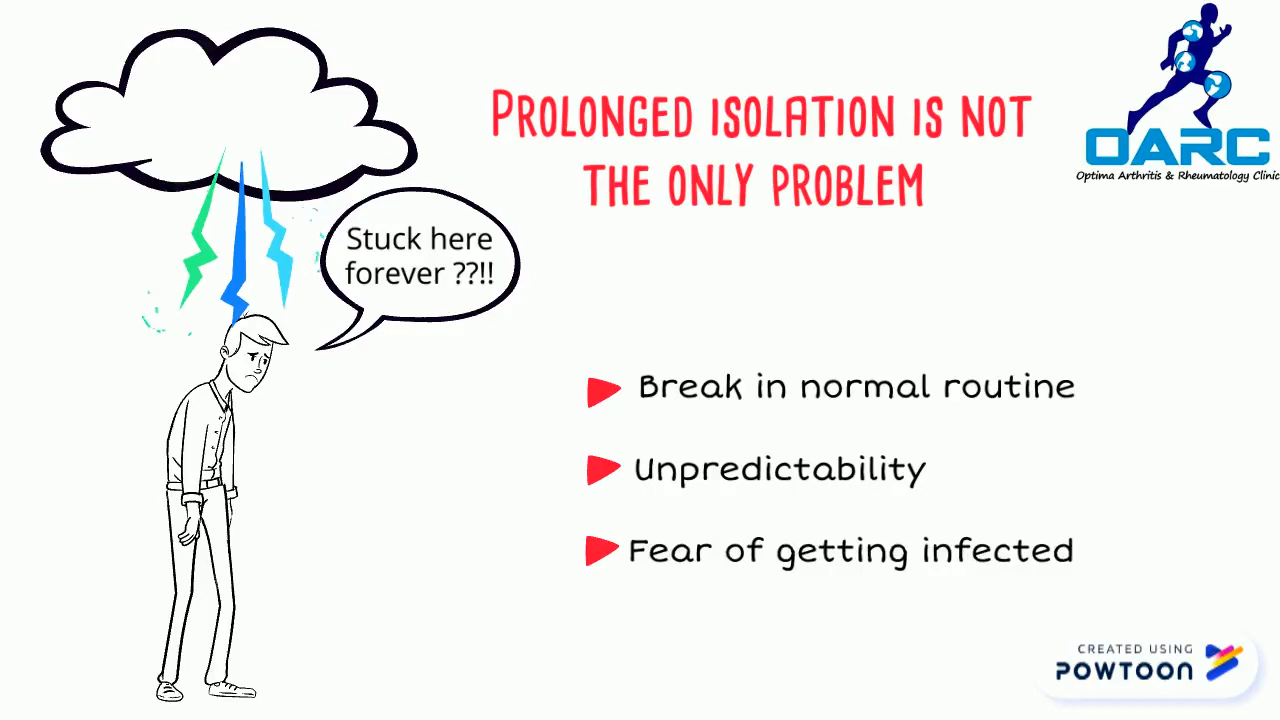 PROLONGED ISOLATION IS NOT
THE ONLY PROBLEM
OARC
Optima Arthritis & Rheumatology Clinic
Stuck here
forever ??!!
Break in normal routine
Unpredictability
Fear of getting infected
CREATED USING
POWTOON